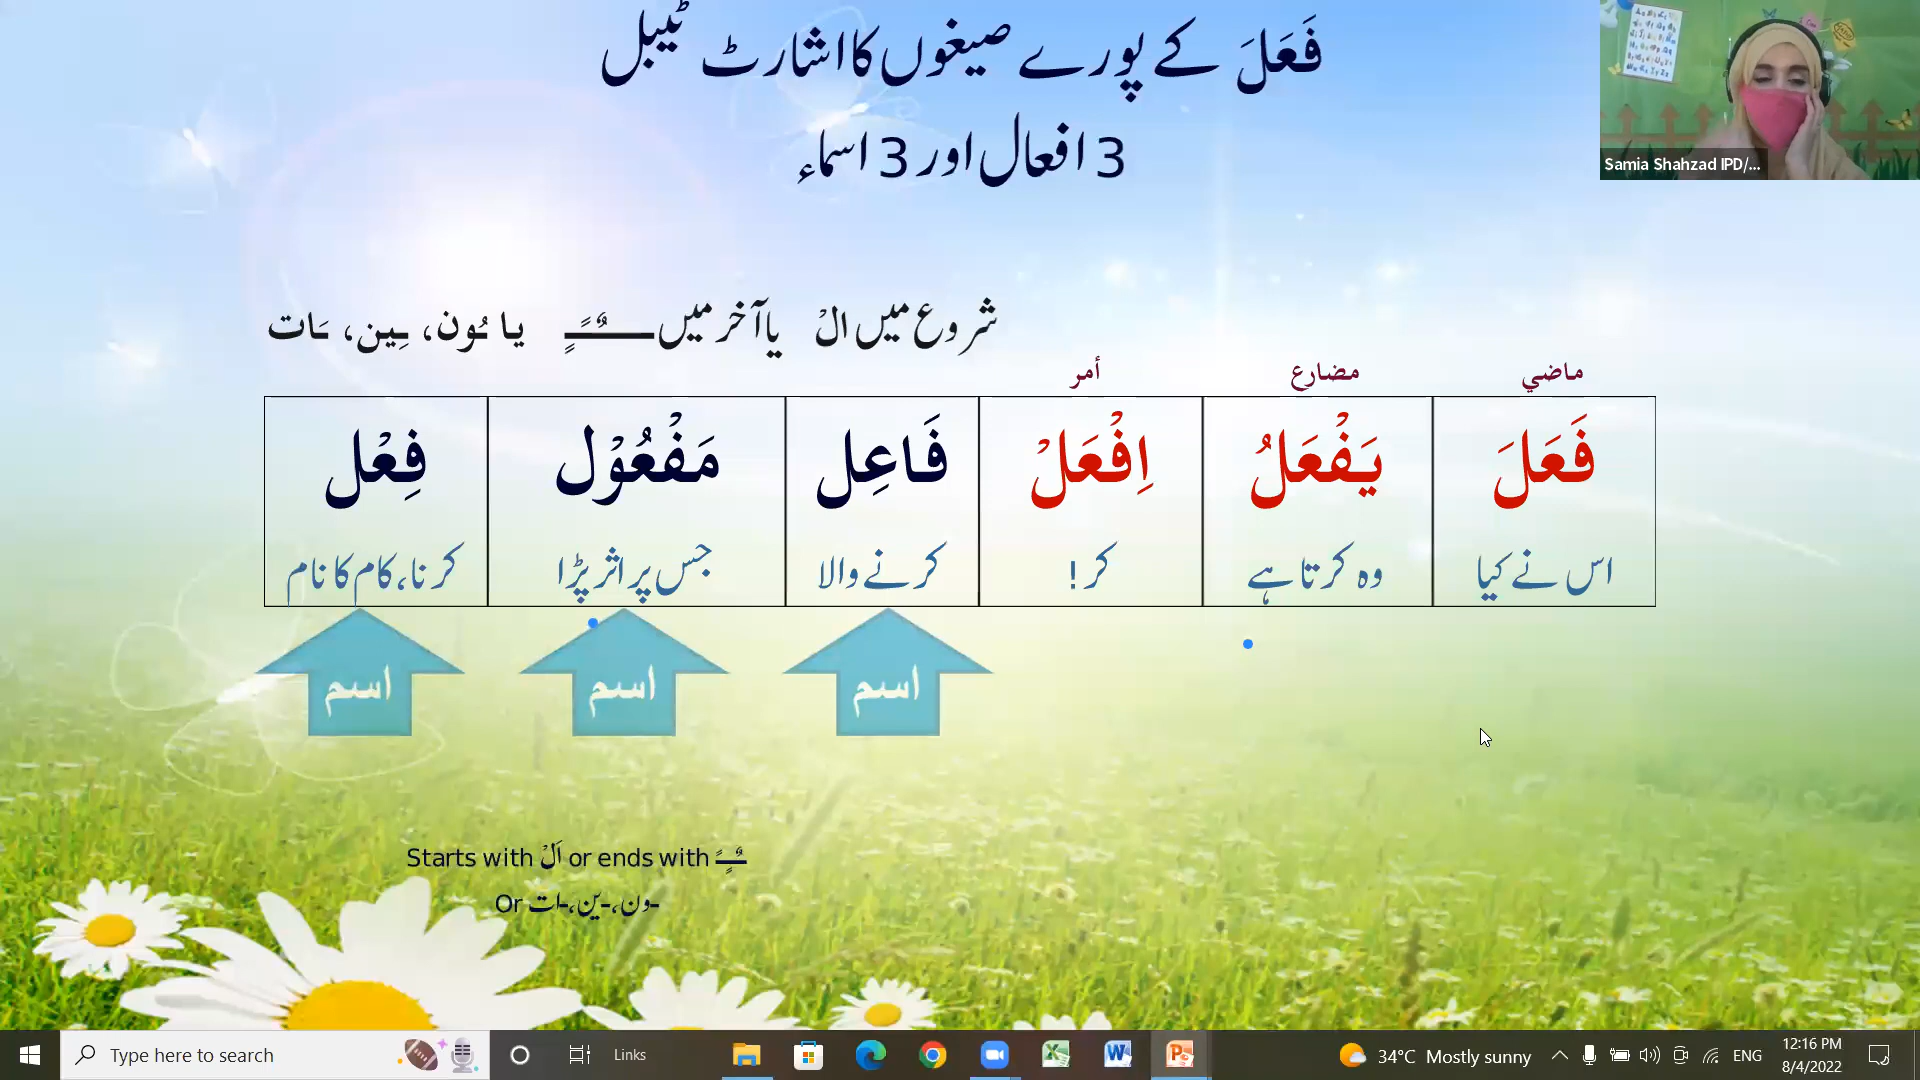 فَعَلَ کے پورے صیغوں کا شارٹ ٹیبل
3 افعال اور 3 اسماء
Samia Shahzad IPD/...
شروع میں الْ یا آخر میں ـــًٌٍـــ یا ـُون، ـِین، ـَات
ماضي مضارع أمر
فَعَلَ يَفْعَلُ اِفْعَلْ فَاعِل مَفْعُوْل فِعْل
اس نے کیا وہ کرتا ہے کر! کرنے والا جس پر اثر پڑا کرنا، کام کا نام
اسم اسم اسم
Starts with اَلْ or ends with ـــًٌٍـــ
Or ـون، ـین، ـات
Type here to search
Links
34°C Mostly sunny
ENG
12:16 PM
8/4/2022